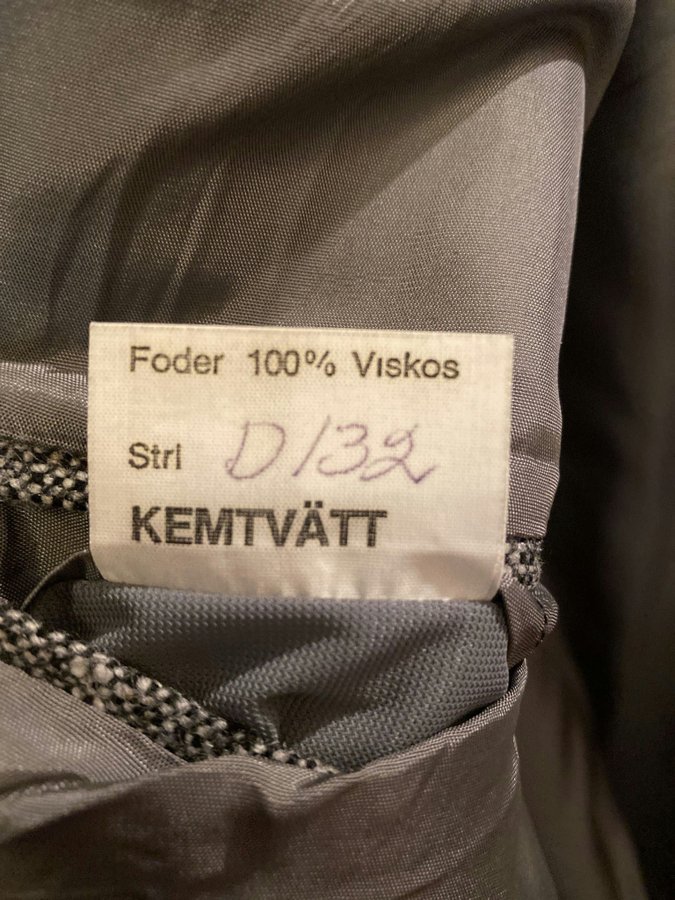 Foder 100% Viskos
Strl D132
KEMTVÄTT